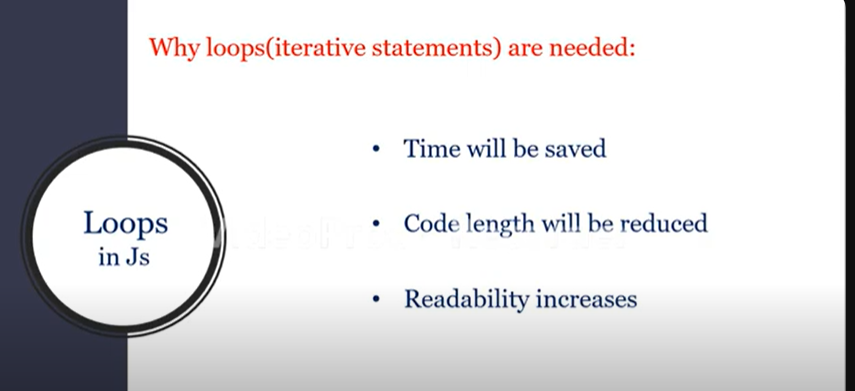 Why loops(iterative statements) are needed:
• Time will be saved
Loops
in Js
• Code length will be reduced
• Readability increases